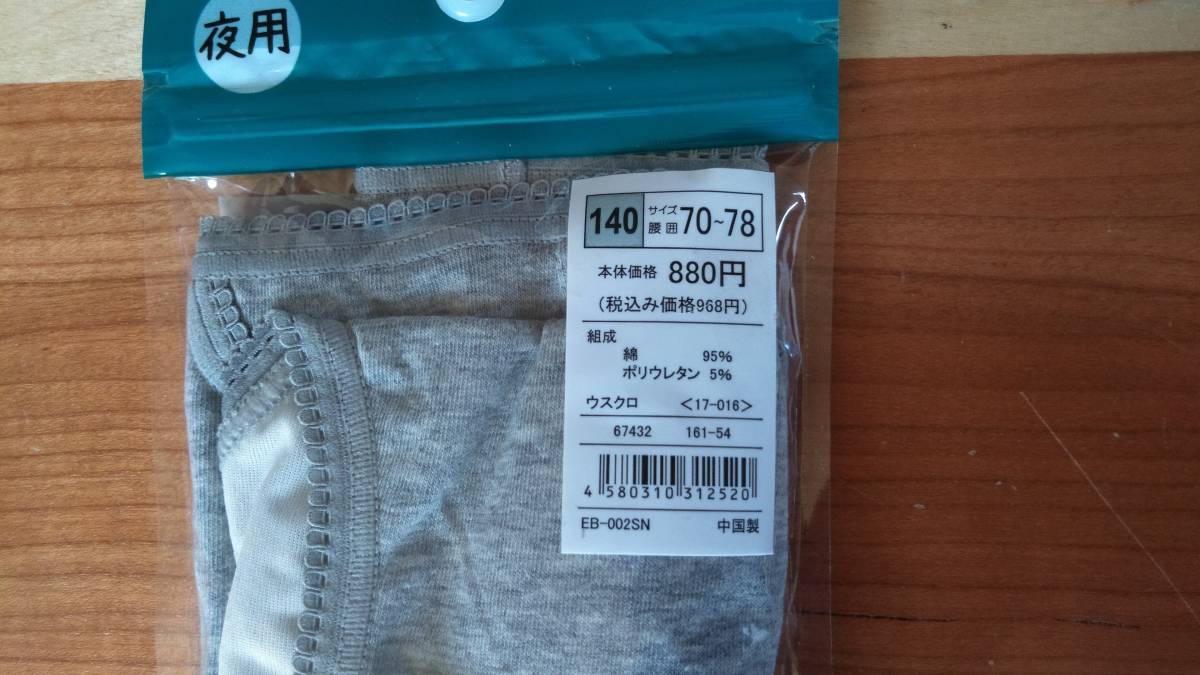 夜用
140 サイズ 腰囲 70~78
本体価格 880円
(税込み価格968円)
組成
綿 95%
ポリウレタン 5%
ウスクロ <17-016>
67432 161-54
4 580310 312520
EB-002SN 中国製